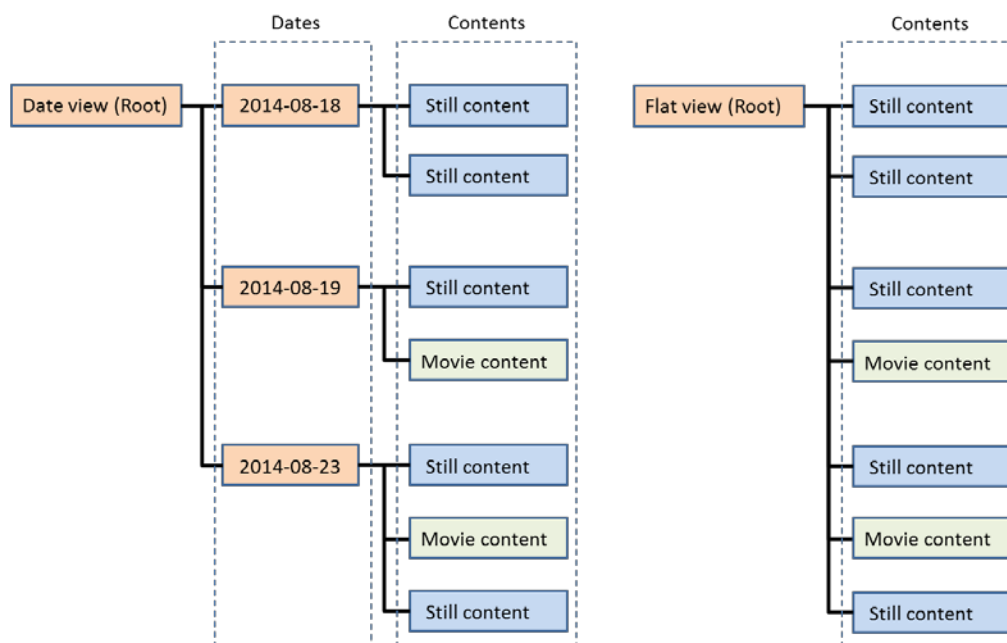 Dates
Contents
Contents
Date view (Root)
2014-08-18
Still content
Flat view (Root)
Still content
Still content
Still content
2014-08-19
Still content
Still content
Movie content
Movie content
2014-08-23
Still content
Still content
Movie content
Movie content
Still content
Still content